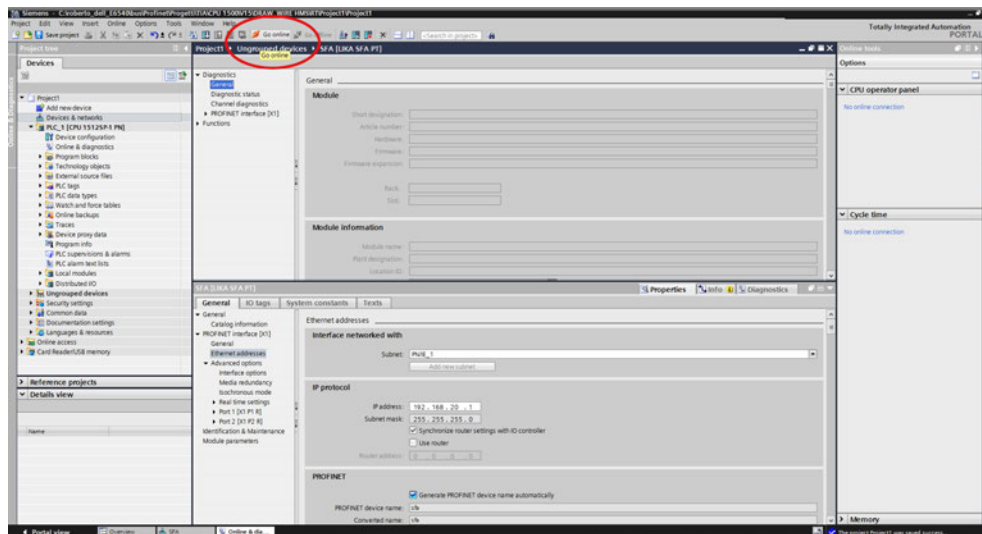 Siemens - C:\roberto_dell_E6540\bus\Profinet\Progetti\TIA\CPU 1500\V15\DRAW_WIRE HMSIRT\Project1\Project1
Project Edit View Insert Online Options Tools Window Help
Totally Integrated Automation
PORTAL
Save project
Go online
<Search in project>
Go online
Project tree
Project1 Ungrouped devices SFA [LIKA SFA PT]
Online tools
Devices
Options
Project1
Add new device
Devices & networks
PLC_1 [CPU 1512SP-1 PN]
Device configuration
Online & diagnostics
Program blocks
Technology objects
External source files
PLC tags
PLC data types
Watch and force tables
Online backups
Traces
Device proxy data
Program info
PLC supervisions & alarms
PLC alarm text lists
Local modules
Distributed I/O
Ungrouped devices
Security settings
Common data
Documentation settings
Languages & resources
Online access
Card Reader/USB memory
Reference projects
Details view
Name
Diagnostics
General
Diagnostic status
Channel diagnostics
PROFINET interface [X1]
Functions
General
Module
Short designation:
Article number:
Hardware:
Firmware:
Firmware expansion:
Rack:
Slot:
Module information
Module name:
Plant designation:
Location ID:
CPU operator panel
No online connection
Cycle time
No online connection
Memory
SFA [LIKA SFA PT]
Properties Info Diagnostics
General IO tags System constants Texts
General
Catalog information
PROFINET interface [X1]
General
Ethernet addresses
Advanced options
Interface options
Media redundancy
Isochronous mode
Real time settings
Port 1 [X1 P1 R]
Port 2 [X1 P2 R]
Identification & Maintenance
Module parameters
Ethernet addresses
Interface networked with
Subnet: PN/IE_1
Add new subnet
IP protocol
IP address: 192 . 168 . 20 . 1
Subnet mask: 255 . 255 . 255 . 0
Synchronize router settings with IO controller
Use router
Router address: 0 . 0 . 0 . 0
PROFINET
Generate PROFINET device name automatically
PROFINET device name: sfa
Converted name: sfa
Portal view Overview SFA Online & dia...
The project Project1 was saved success...